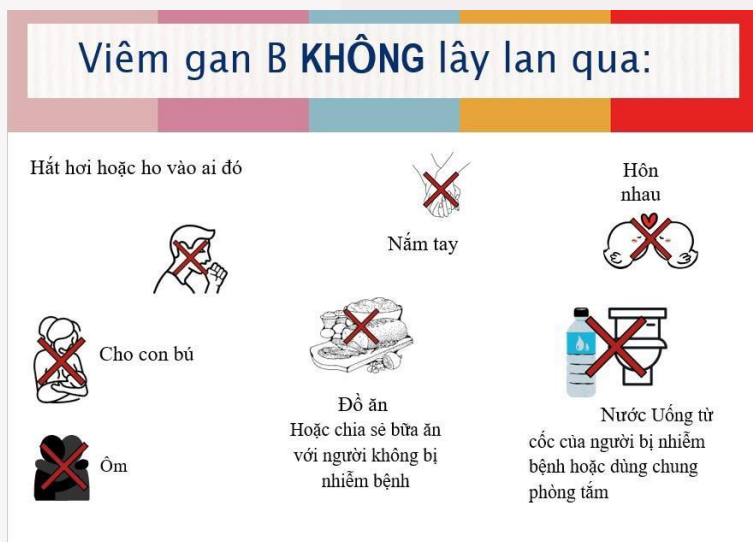 Viêm gan B KHÔNG lây lan qua:
Hắt hơi hoặc ho vào ai đó
Nắm tay
Hôn
nhau
Cho con bú
Đồ ăn
Hoặc chia sẻ bữa ăn
với người không bị
nhiễm bệnh
Nước Uống từ
cốc của người bị nhiễm
bệnh hoặc dùng chung
phòng tắm
Ôm